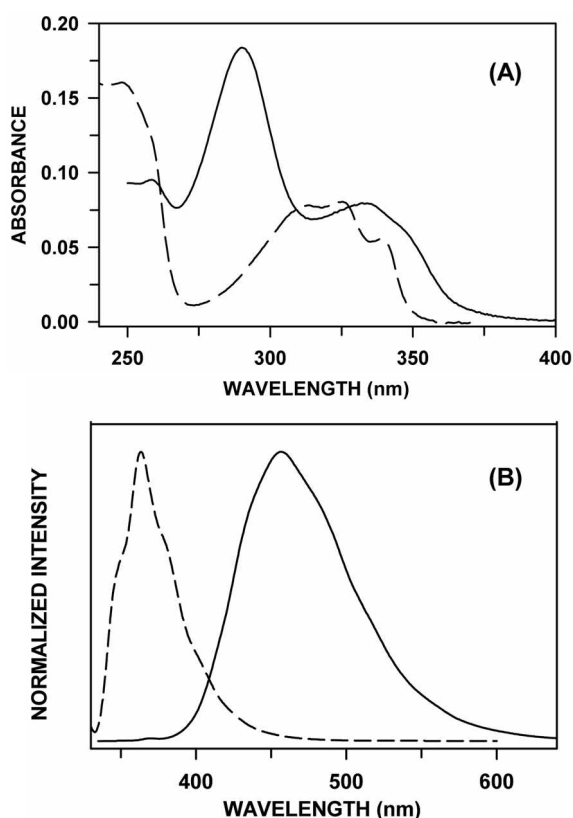 0.20
(A)
0.15
0.10
0.05
0.00
ABSORBANCE
250 300 350 400
WAVELENGTH (nm)
(B)
NORMALIZED INTENSITY
400 500 600
WAVELENGTH (nm)